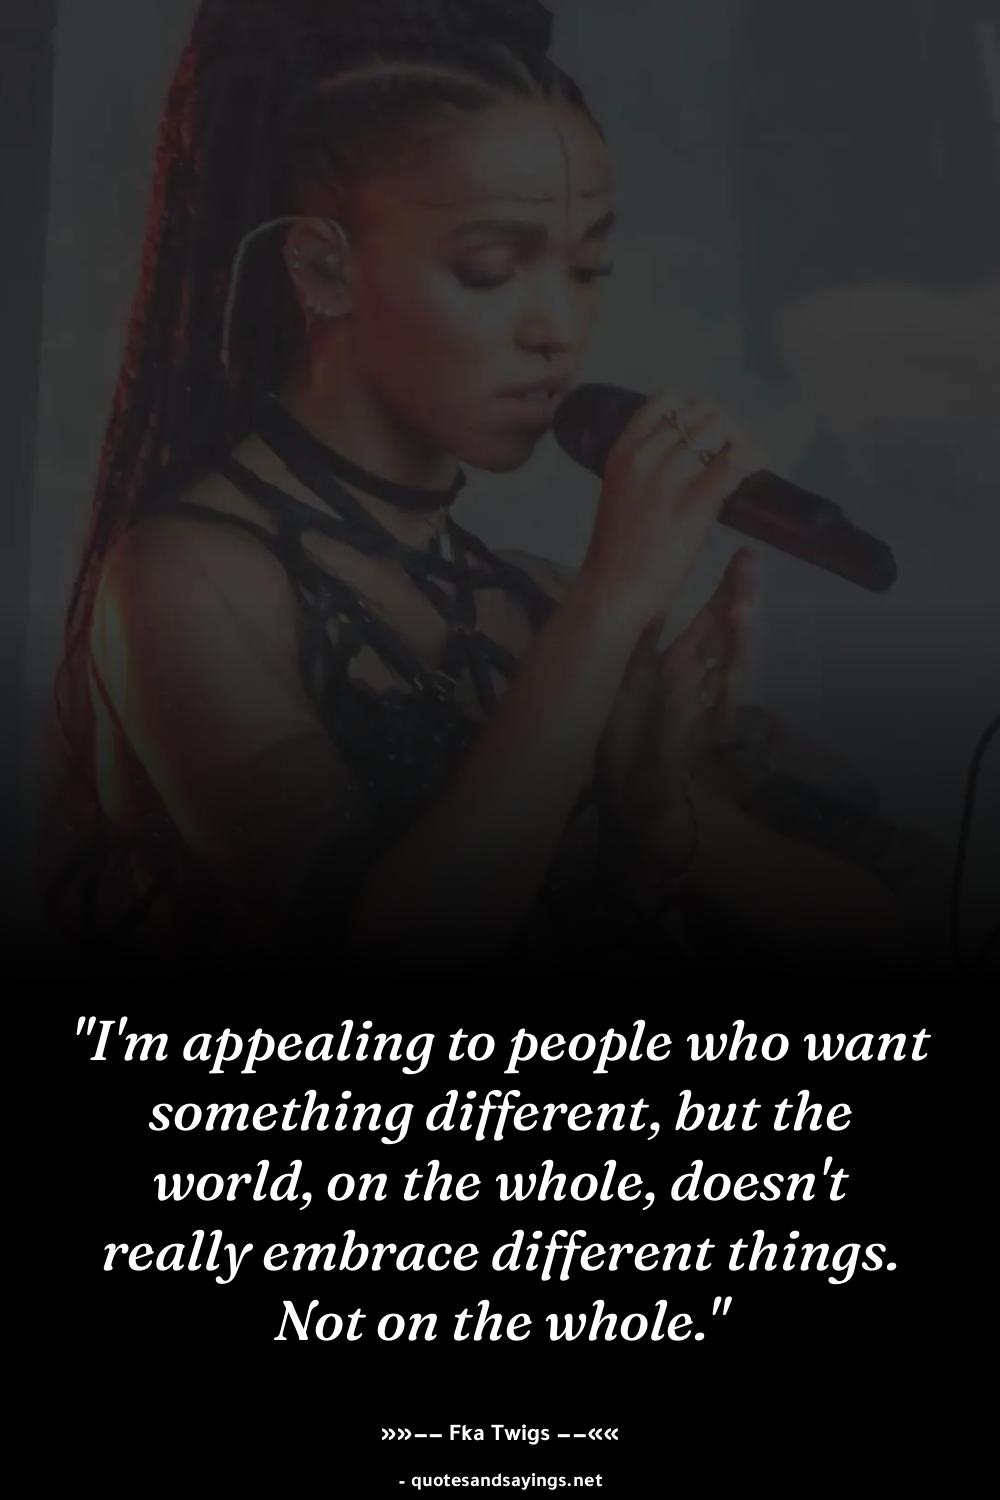 "I'm appealing to people who want
something different, but the
world, on the whole, doesn't
really embrace different things.
Not on the whole."
»»−− Fka Twigs −−««
- quotesandsayings.net